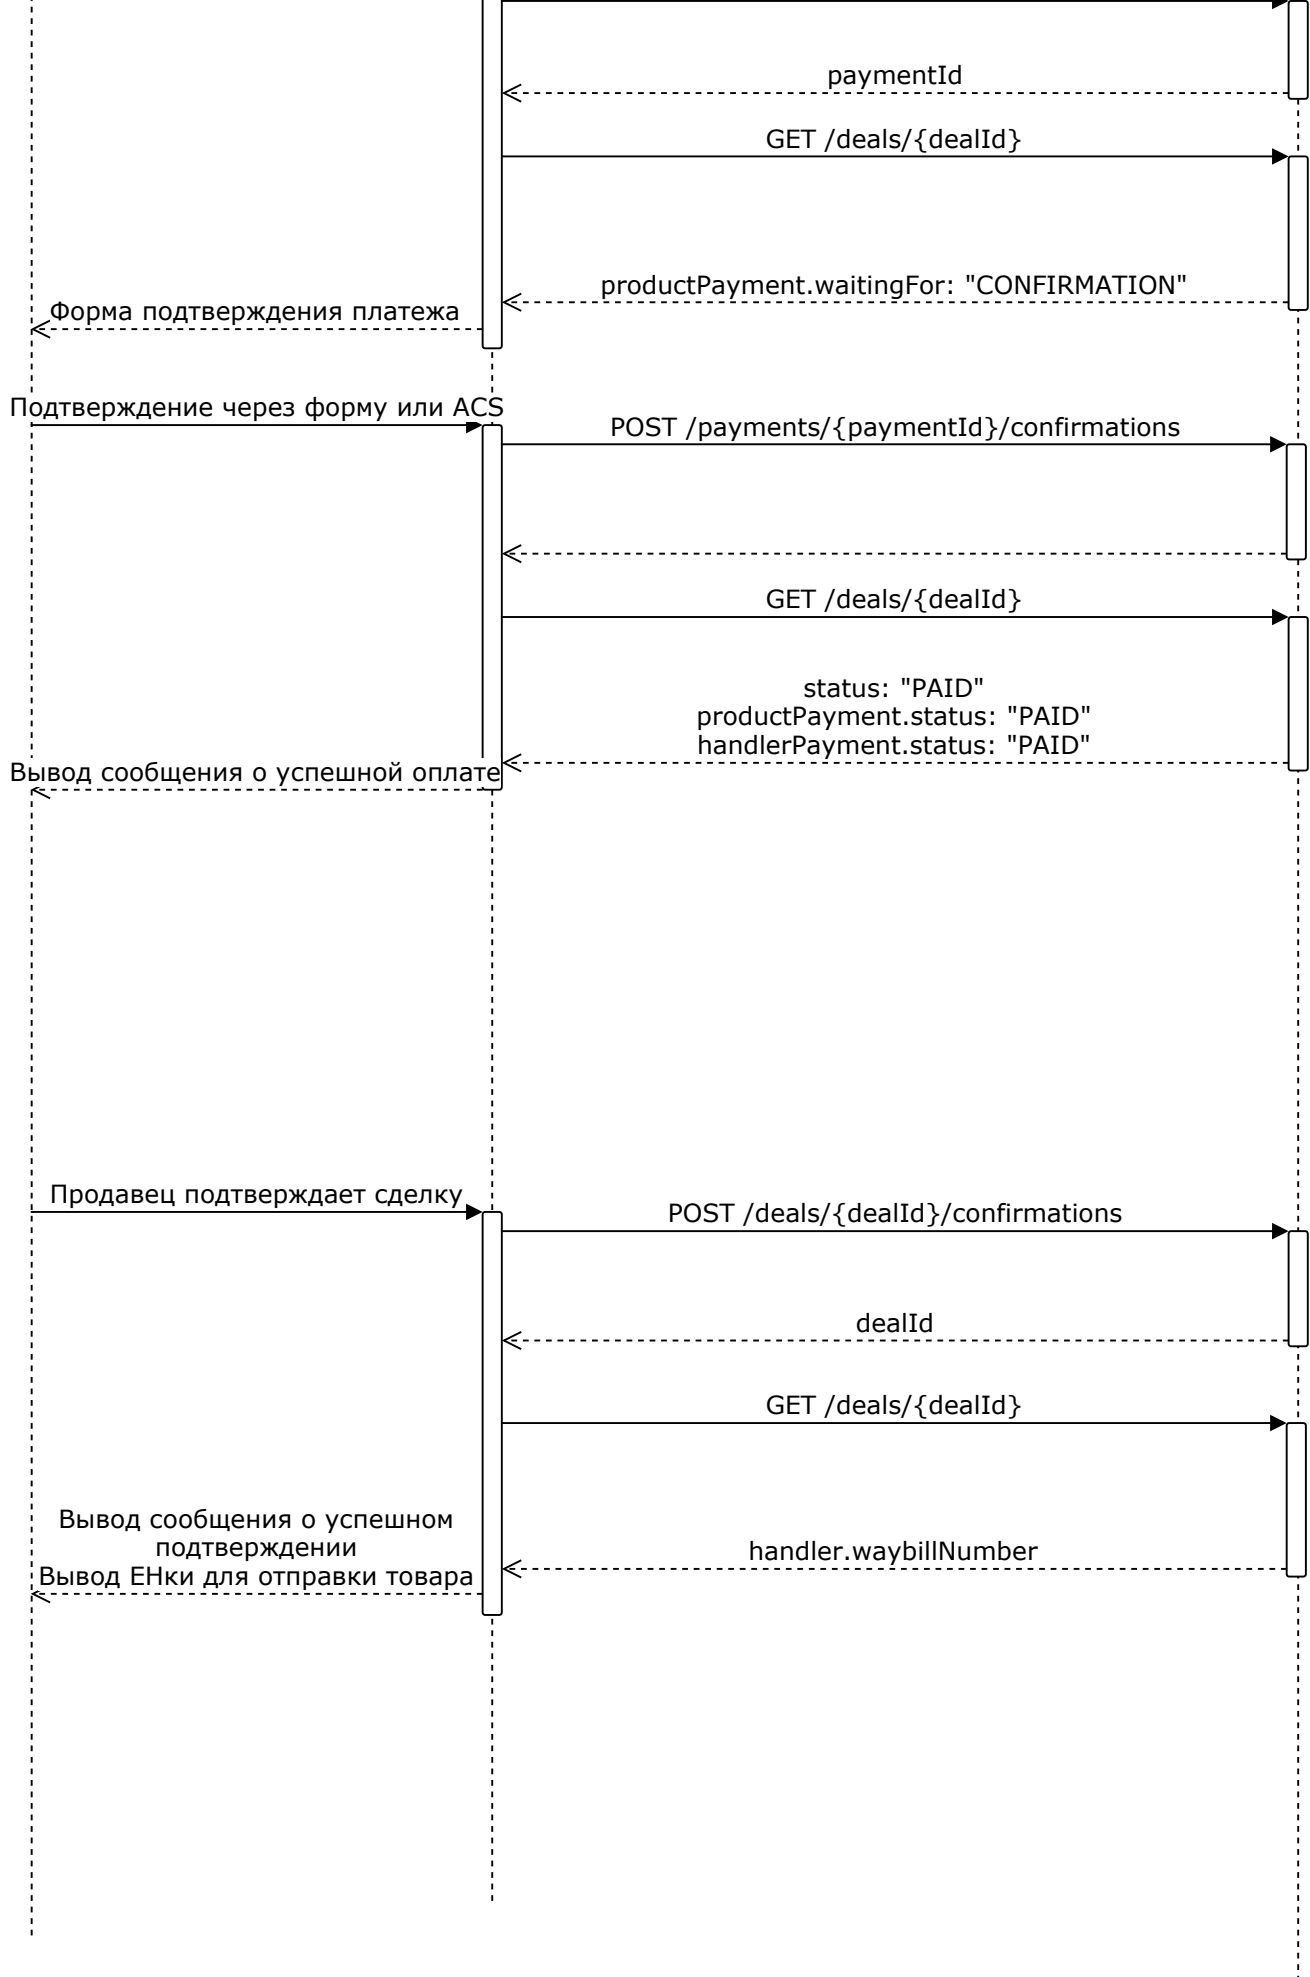 paymentId
GET /deals/{dealId}
productPayment.waitingFor: "CONFIRMATION"
Форма подтверждения платежа
Подтверждение через форму или ACS
POST /payments/{paymentId}/confirmations
GET /deals/{dealId}
status: "PAID"
productPayment.status: "PAID"
handlerPayment.status: "PAID"
Вывод сообщения о успешной оплате
Продавец подтверждает сделку
POST /deals/{dealId}/confirmations
dealId
GET /deals/{dealId}
Вывод сообщения о успешном
подтверждении
Вывод ЕНки для отправки товара
handler.waybillNumber